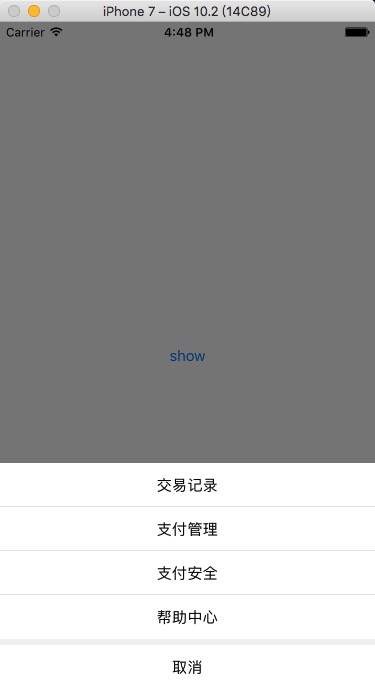 iPhone 7 – iOS 10.2 (14C89)
Carrier 4:48 PM
show
交易记录
支付管理
支付安全
帮助中心
取消